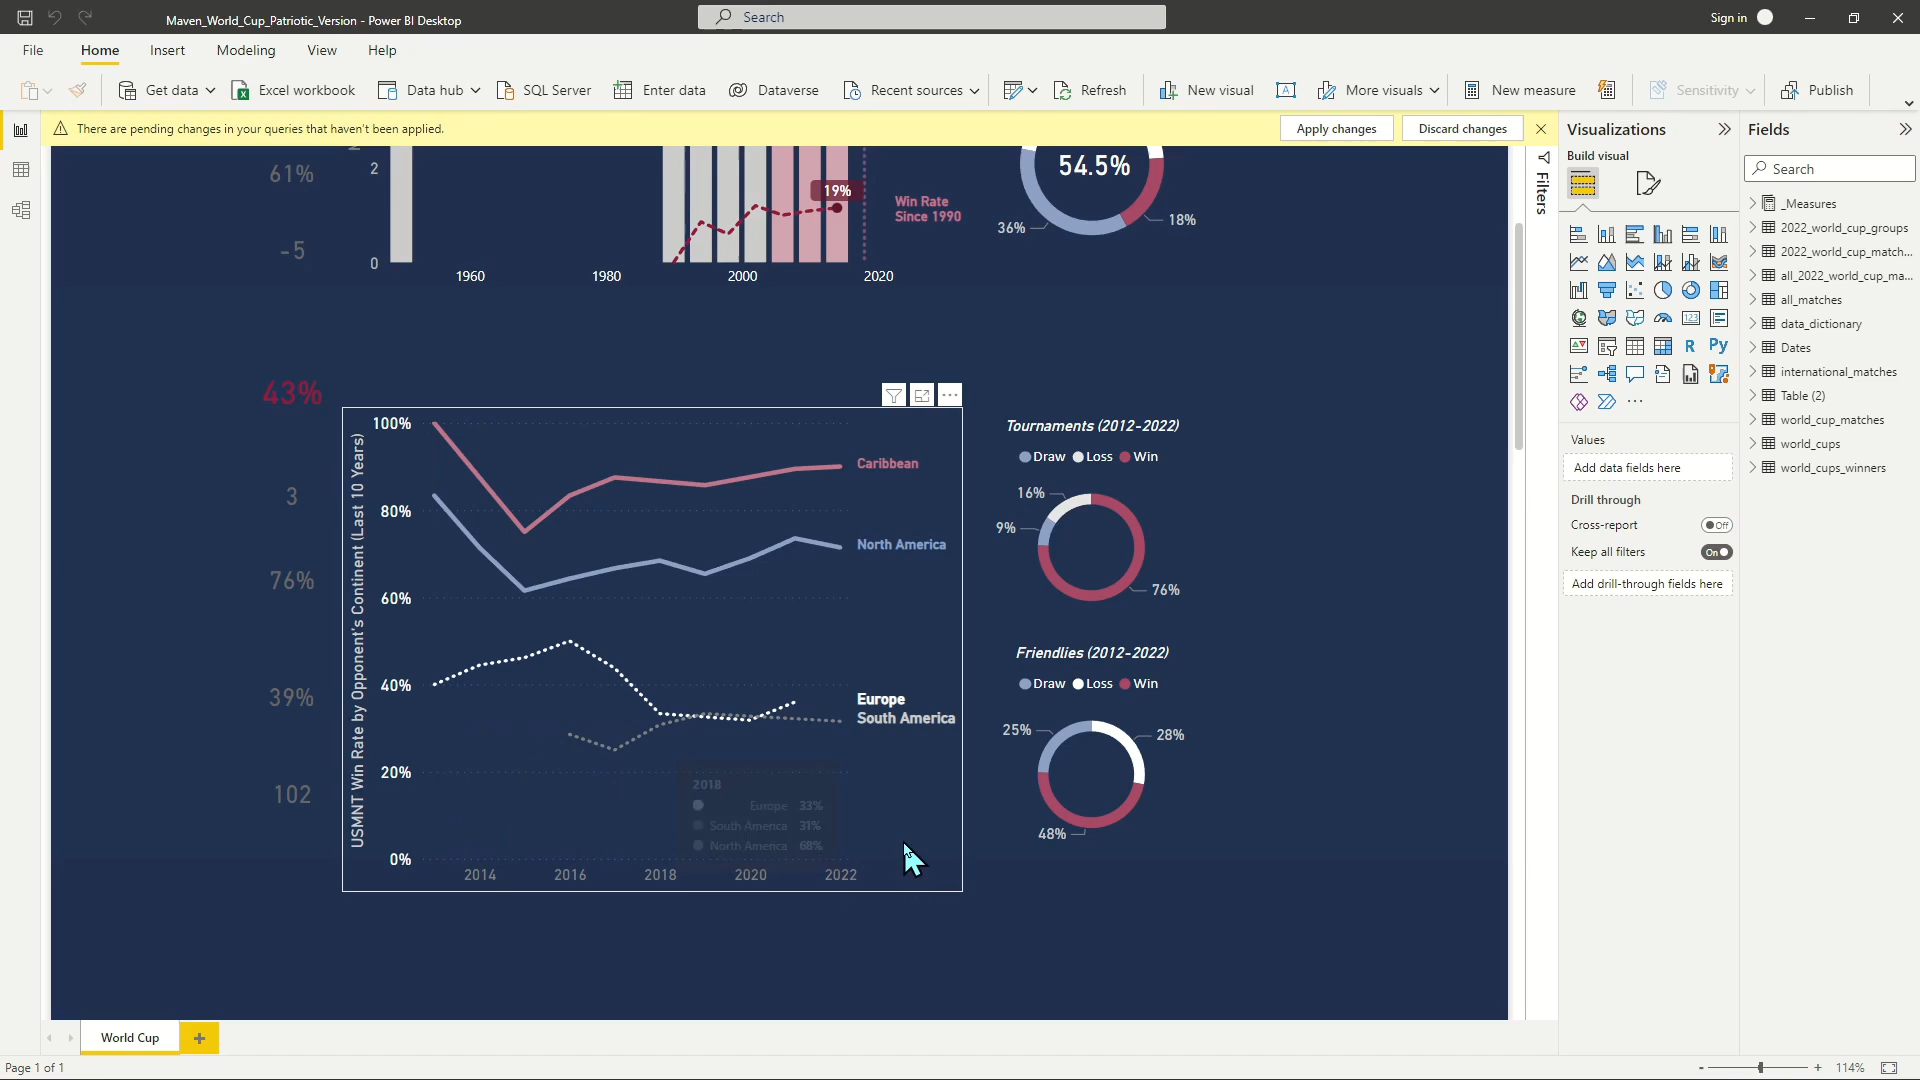 Maven_World_Cup_Patriotic_Version - Power BI Desktop
Search
Sign in
File
Home
Insert
Modeling
View
Help
Get data
Excel workbook
Data hub
SQL Server
Enter data
Dataverse
Recent sources
Refresh
New visual
More visuals
New measure
Sensitivity
Publish
There are pending changes in your queries that haven't been applied.
Apply changes
Discard changes
61%
-5
2
0
19%
Win Rate
Since 1990
1960
1980
2000
2020
54.5%
36%
18%
43%
3
76%
39%
102
USMNT Win Rate by Opponent's Continent (Last 10 Years)
100%
80%
60%
40%
20%
0%
Caribbean
North America
Europe
South America
2018
Europe 33%
South America 31%
North America 68%
2014
2016
2018
2020
2022
Tournaments (2012-2022)
Draw Loss Win
16%
9%
76%
Friendlies (2012-2022)
Draw Loss Win
25%
28%
48%
Filters
Visualizations
Build visual
123
R
Py
Values
Add data fields here
Drill through
Cross-report
Off
Keep all filters
On
Add drill-through fields here
Fields
Search
_Measures
2022_world_cup_groups
2022_world_cup_match...
all_2022_world_cup_ma...
all_matches
data_dictionary
Dates
international_matches
Table (2)
world_cup_matches
world_cups
world_cups_winners
World Cup
Page 1 of 1
114%